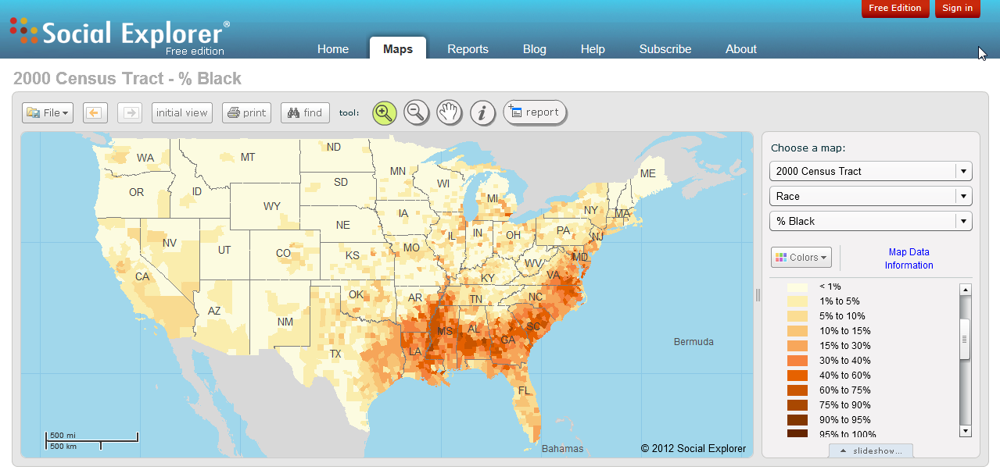 Free Edition
Sign in
Social Explorer®
Free edition
Home
Maps
Reports
Blog
Help
Subscribe
About
2000 Census Tract - % Black
File
initial view
print
find
tool:
report
WA
MT
ND
MN
ME
OR
ID
SD
WI
MI
WY
NY
MA
NE
IA
PA
NV
UT
CO
IL
IN
OH
NJ
KS
MO
WV
MD
CA
KY
VA
OK
AR
TN
NC
AZ
NM
MS
AL
SC
GA
TX
LA
FL
Bermuda
Bahamas
500 mi
500 km
© 2012 Social Explorer
Choose a map:
2000 Census Tract
Race
% Black
Colors
Map Data
Information
< 1%
1% to 5%
5% to 10%
10% to 15%
15% to 30%
30% to 40%
40% to 60%
60% to 75%
75% to 90%
90% to 95%
95% to 100%
slideshow...